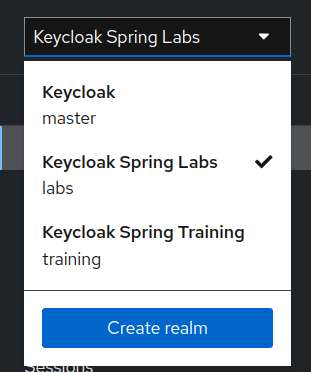 Keycloak Spring Labs
Keycloak
master
Keycloak Spring Labs
labs
Keycloak Spring Training
training
Create realm
Sessions